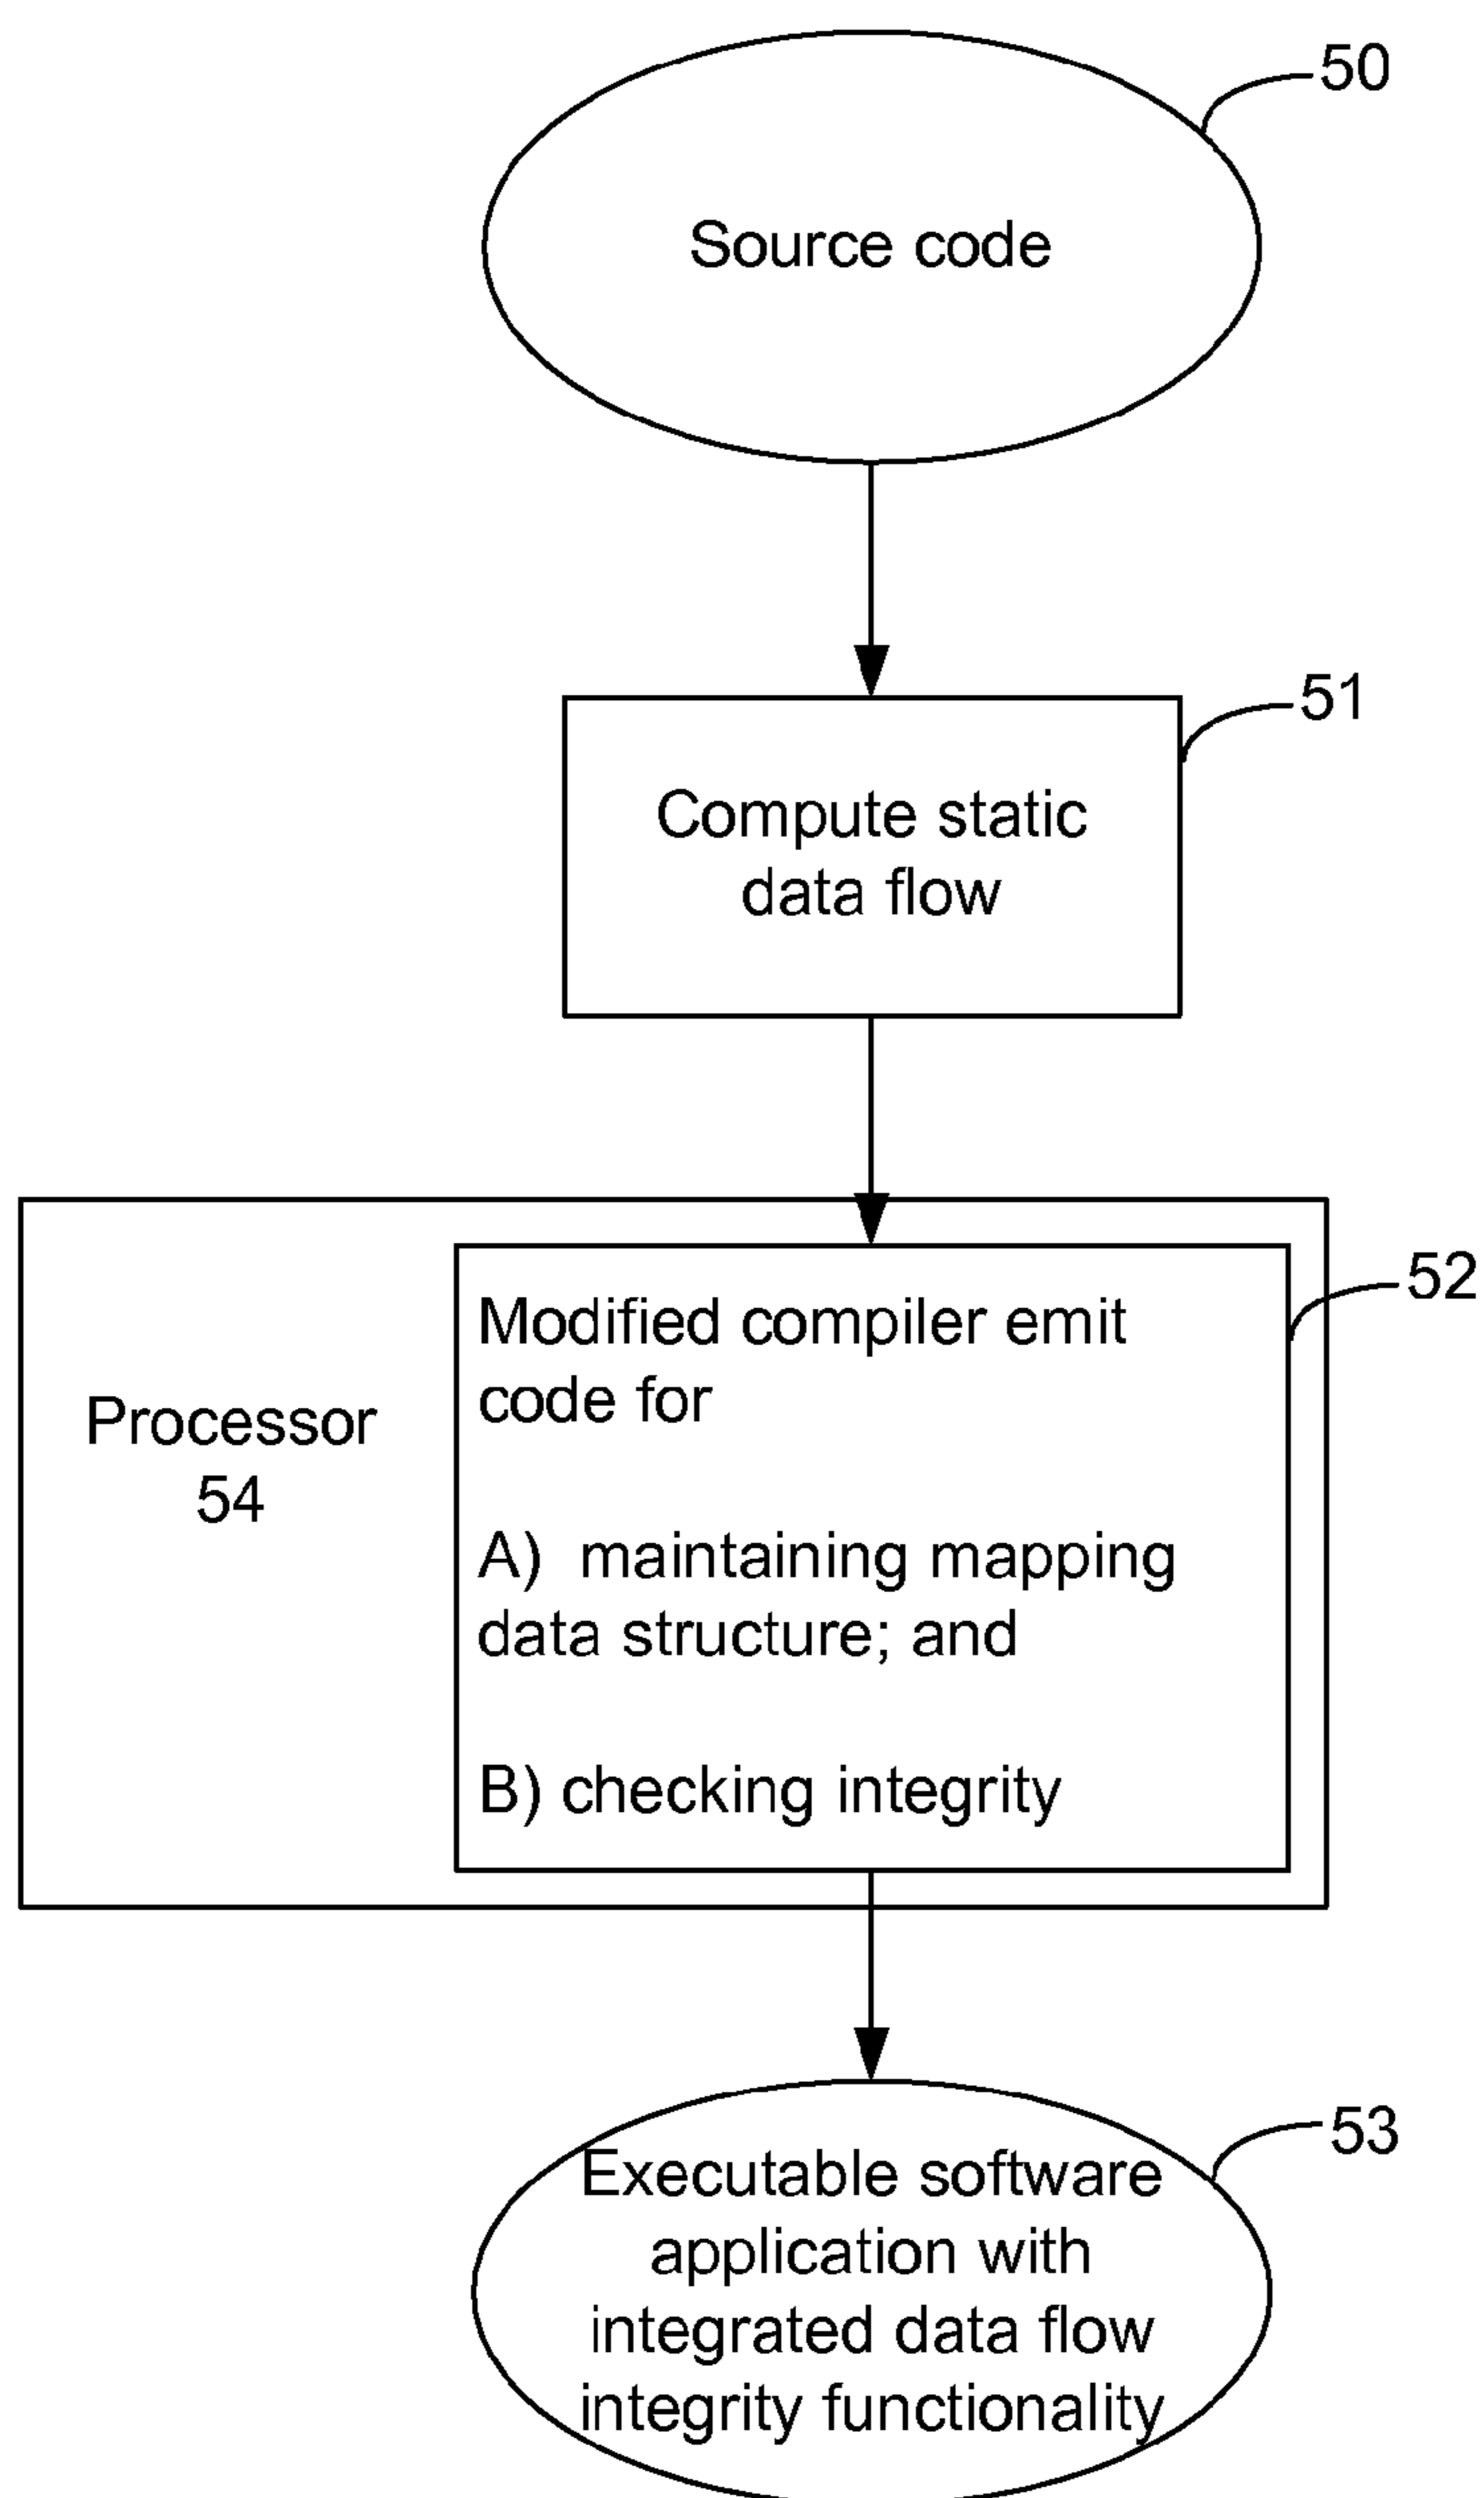 50
Source code
51
Compute static
data flow
52
Modified compiler emit
code for
Processor
54
A) maintaining mapping
data structure; and
B) checking integrity
53
Executable software
application with
integrated data flow
integrity functionality